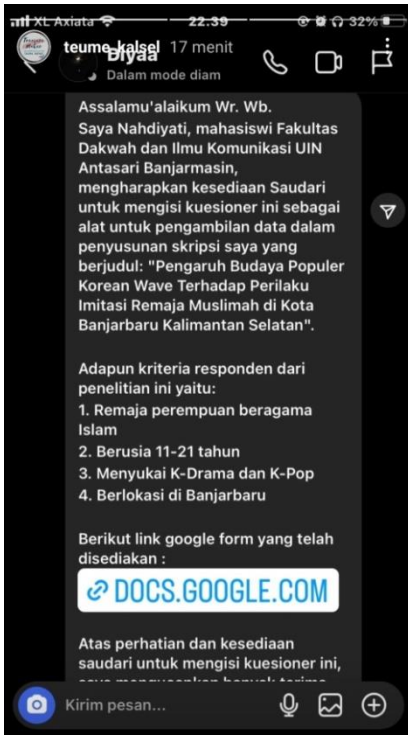 XL Axiata 22.39 32%
teume_kalsel 17 menit
Diyaa
Dalam mode diam
Assalamu'alaikum Wr. Wb.
Saya Nahdiyati, mahasiswi Fakultas
Dakwah dan Ilmu Komunikasi UIN
Antasari Banjarmasin,
mengharapkan kesediaan Saudari
untuk mengisi kuesioner ini sebagai
alat untuk pengambilan data dalam
penyusunan skripsi saya yang
berjudul: "Pengaruh Budaya Populer
Korean Wave Terhadap Perilaku
Imitasi Remaja Muslimah di Kota
Banjarbaru Kalimantan Selatan".
Adapun kriteria responden dari
penelitian ini yaitu:
1. Remaja perempuan beragama
Islam
2. Berusia 11-21 tahun
3. Menyukai K-Drama dan K-Pop
4. Berlokasi di Banjarbaru
Berikut link google form yang telah
disediakan :
DOCS.GOOGLE.COM
Atas perhatian dan kesediaan
saudari untuk mengisi kuesioner ini,
saya mengucapkan banyak terima
Kirim pesan...